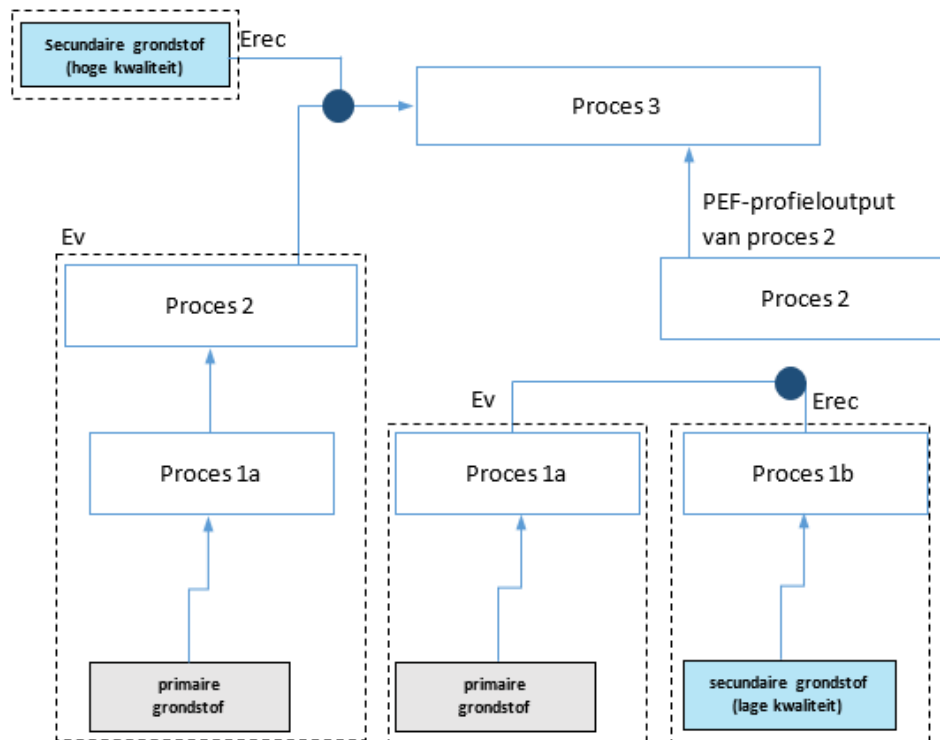 Secundaire grondstof
(hoge kwaliteit)
Erec
Proces 3
PEF-profieloutput
van proces 2
Ev
Proces 2
Proces 2
Ev
Erec
Proces 1a
Proces 1a
Proces 1b
primaire
grondstof
primaire
grondstof
secundaire grondstof
(lage kwaliteit)